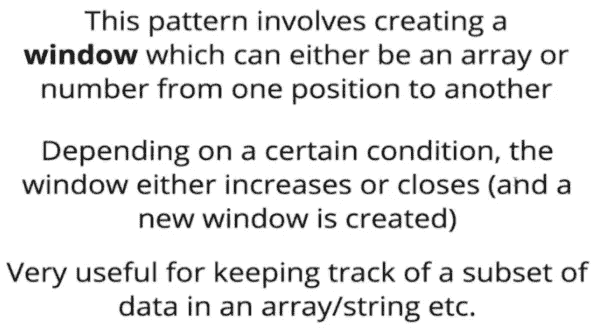 This pattern involves creating a
window which can either be an array or
number from one position to another
Depending on a certain condition, the
window either increases or closes (and a
new window is created)
Very useful for keeping track of a subset of
data in an array/string etc.